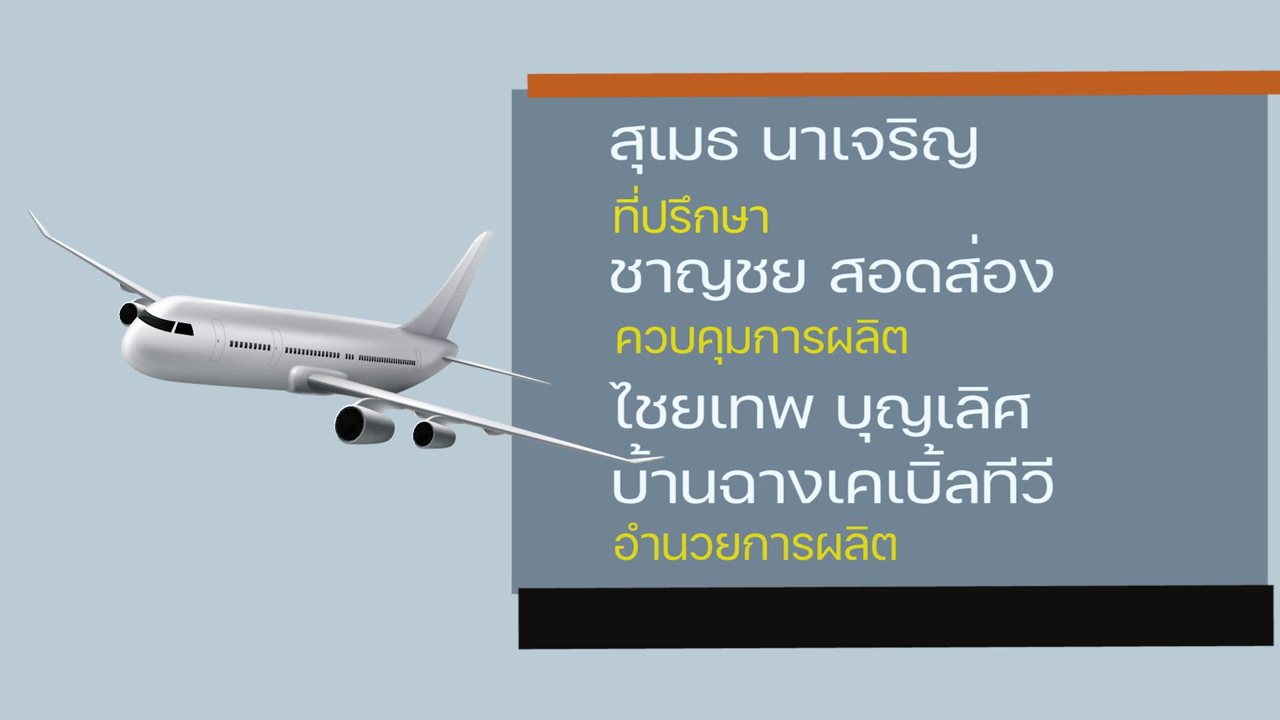 สุเมธ นาเจริญ
ที่ปรึกษา
ชาญชย สอดส่อง
ควบคุมการผลิต
ไชยเทพ บุญเลิศ
บ้านฉางเคเบิ้ลทีวี
อำนวยการผลิต